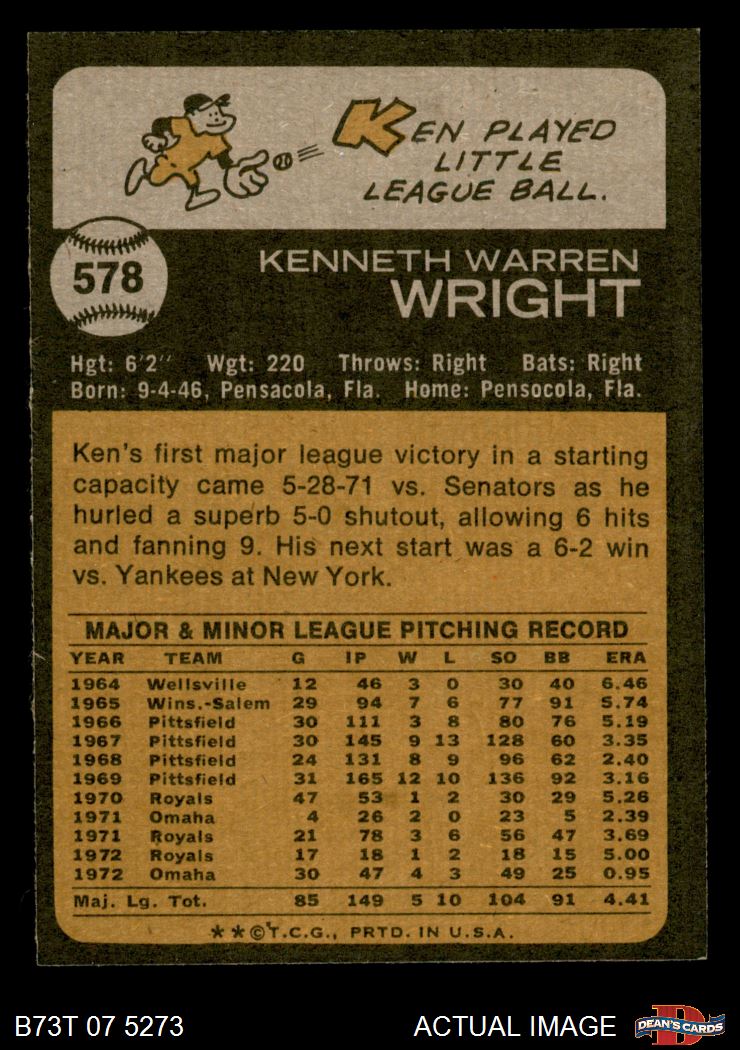 KEN PLAYED
LITTLE
LEAGUE BALL.
578
KENNETH WARREN
WRIGHT
Hgt: 6'2" Wgt: 220 Throws: Right Bats: Right
Born: 9-4-46, Pensacola, Fla. Home: Pensocola, Fla.
Ken's first major league victory in a starting
capacity came 5-28-71 vs. Senators as he
hurled a superb 5-0 shutout, allowing 6 hits
and fanning 9. His next start was a 6-2 win
vs. Yankees at New York.
MAJOR & MINOR LEAGUE PITCHING RECORD
YEAR TEAM G IP W L SO BB ERA
1964 Wellsville 12 46 3 0 30 40 6.46
1965 Wins.-Salem 29 94 7 6 77 91 5.74
1966 Pittsfield 30 111 3 8 80 76 5.19
1967 Pittsfield 30 145 9 13 128 60 3.35
1968 Pittsfield 24 131 8 9 96 62 2.40
1969 Pittsfield 31 165 12 10 136 92 3.16
1970 Royals 47 53 1 2 30 29 5.26
1971 Omaha 4 26 2 0 23 5 2.39
1971 Royals 21 78 3 6 56 47 3.69
1972 Royals 17 18 1 2 18 15 5.00
1972 Omaha 30 47 4 3 49 25 0.95
Maj. Lg. Tot. 85 149 5 10 104 91 4.41
**©T.C.G., PRTD. IN U.S.A.
B73T 07 5273 ACTUAL IMAGE D DEAN'S CARDS